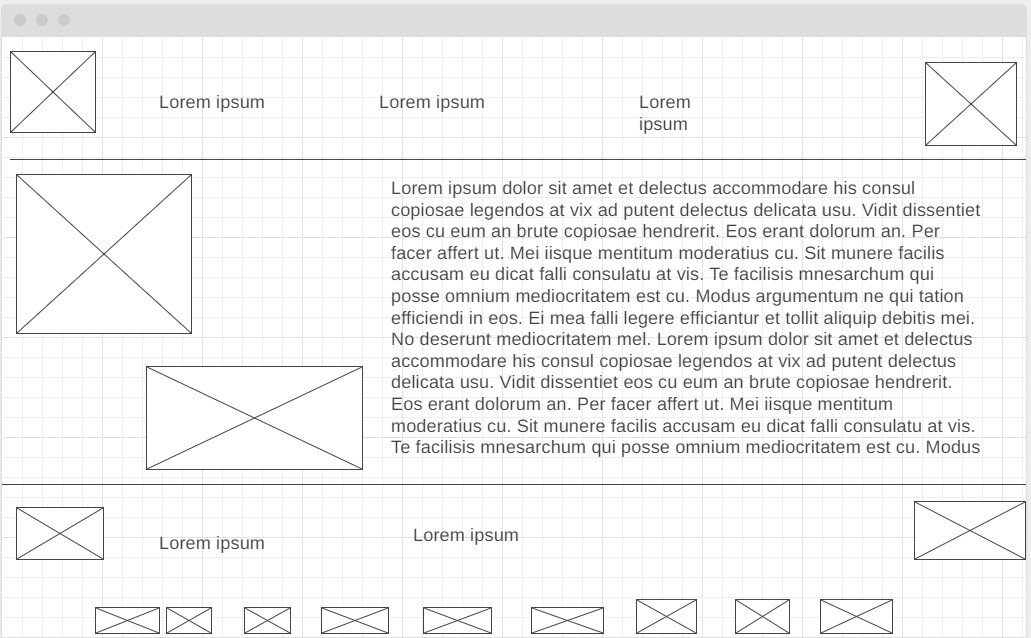 Lorem ipsum
Lorem ipsum
Lorem
ipsum
Lorem ipsum dolor sit amet et delectus accommodare his consul
copiosae legendos at vix ad putent delectus delicata usu. Vidit dissentiet
eos cu eum an brute copiosae hendrerit. Eos erant dolorum an. Per
facer affert ut. Mei iisque mentitum moderatius cu. Sit munere facilis
accusam eu dicat falli consulatu at vis. Te facilisis mnesarchum qui
posse omnium mediocritatem est cu. Modus argumentum ne qui tation
efficiendi in eos. Ei mea falli legere efficiantur et tollit aliquip debitis mei.
No deserunt mediocritatem mel. Lorem ipsum dolor sit amet et delectus
accommodare his consul copiosae legendos at vix ad putent delectus
delicata usu. Vidit dissentiet eos cu eum an brute copiosae hendrerit.
Eos erant dolorum an. Per facer affert ut. Mei iisque mentitum
moderatius cu. Sit munere facilis accusam eu dicat falli consulatu at vis.
Te facilisis mnesarchum qui posse omnium mediocritatem est cu. Modus
Lorem ipsum
Lorem ipsum